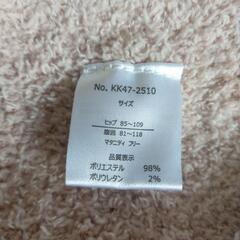 No. KK47-2510
サイズ
ヒップ 85～109
腹囲 81～118
マタニティ フリー
品質表示
ポリエステル 98%
ポリウレタン 2%